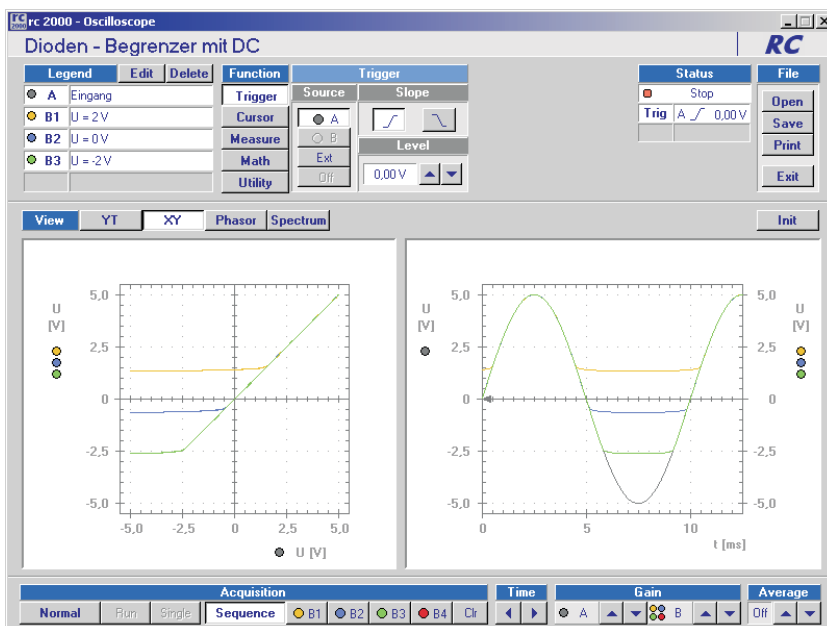 rc 2000 rc 2000 - Oscilloscope
Dioden - Begrenzer mit DC
RC
Legend Edit Delete Function Trigger Status File
A Eingang Trigger Source Slope Stop Open
B1 U = 2 V Cursor A Trig A 0,00 V Save
B2 U = 0 V Measure B Level Print
B3 U = -2 V Math Ext 0,00 V
Utility Off Exit
View YT XY Phasor Spectrum Init
U
[V]
5,0
2,5
0
-2,5
-5,0
-5,0 -2,5 0 2,5 5,0
U [V]
U
[V]
5,0
2,5
0
-2,5
-5,0
0 5 10
t [ms]
5,0
2,5
0
-2,5
-5,0
U
[V]
Acquisition Time Gain Average
Normal Run Single Sequence B1 B2 B3 B4 Clr A B Off